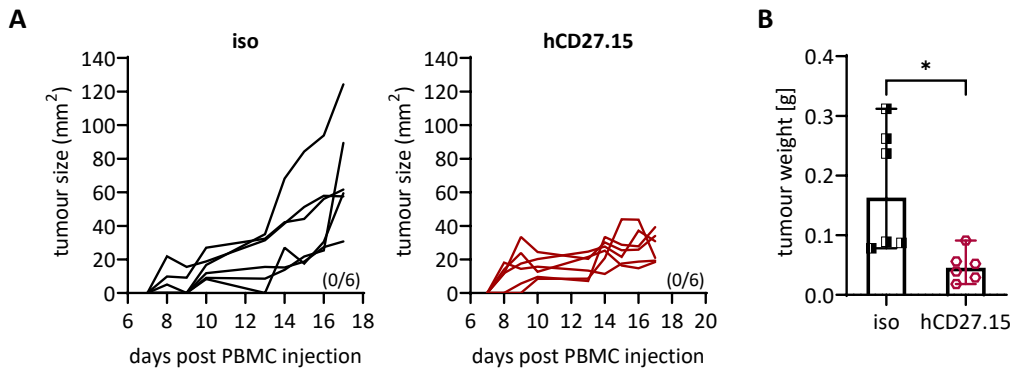 A
iso
tumour size (mm²)
140
120
100
80
60
40
20
0
(0/6)
6 8 10 12 14 16 18
days post PBMC injection
hCD27.15
tumour size (mm²)
140
120
100
80
60
40
20
0
(0/6)
6 8 10 12 14 16 18 20
days post PBMC injection
B
*
tumour weight [g]
0.4
0.3
0.2
0.1
0.0
iso hCD27.15